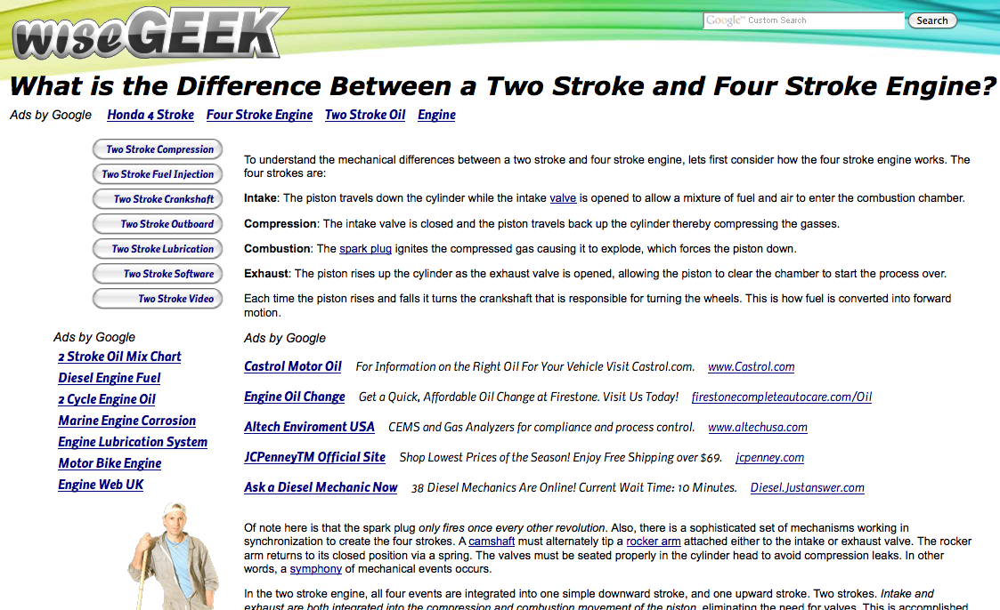 wiseGEEK
Google™ Custom Search
Search
What is the Difference Between a Two Stroke and Four Stroke Engine?
Ads by Google Honda 4 Stroke Four Stroke Engine Two Stroke Oil Engine
Two Stroke Compression
Two Stroke Fuel Injection
Two Stroke Crankshaft
Two Stroke Outboard
Two Stroke Lubrication
Two Stroke Software
Two Stroke Video
Ads by Google
2 Stroke Oil Mix Chart
Diesel Engine Fuel
2 Cycle Engine Oil
Marine Engine Corrosion
Engine Lubrication System
Motor Bike Engine
Engine Web UK
To understand the mechanical differences between a two stroke and four stroke engine, lets first consider how the four stroke engine works. The
four strokes are:
Intake: The piston travels down the cylinder while the intake valve is opened to allow a mixture of fuel and air to enter the combustion chamber.
Compression: The intake valve is closed and the piston travels back up the cylinder thereby compressing the gasses.
Combustion: The spark plug ignites the compressed gas causing it to explode, which forces the piston down.
Exhaust: The piston rises up the cylinder as the exhaust valve is opened, allowing the piston to clear the chamber to start the process over.
Each time the piston rises and falls it turns the crankshaft that is responsible for turning the wheels. This is how fuel is converted into forward
motion.
Ads by Google
Castrol Motor Oil For Information on the Right Oil For Your Vehicle Visit Castrol.com. www.Castrol.com
Engine Oil Change Get a Quick, Affordable Oil Change at Firestone. Visit Us Today! firestonecompleteautocare.com/Oil
Altech Enviroment USA CEMS and Gas Analyzers for compliance and process control. www.altechusa.com
JCPenneyTM Official Site Shop Lowest Prices of the Season! Enjoy Free Shipping over $69. jcpenney.com
Ask a Diesel Mechanic Now 38 Diesel Mechanics Are Online! Current Wait Time: 10 Minutes. Diesel.Justanswer.com
Of note here is that the spark plug only fires once every other revolution. Also, there is a sophisticated set of mechanisms working in
synchronization to create the four strokes. A camshaft must alternately tip a rocker arm attached either to the intake or exhaust valve. The rocker
arm returns to its closed position via a spring. The valves must be seated properly in the cylinder head to avoid compression leaks. In other
words, a symphony of mechanical events occurs.
In the two stroke engine, all four events are integrated into one simple downward stroke, and one upward stroke. Two strokes. Intake and
exhaust are both integrated into the compression and combustion movement of the piston, eliminating the need for valves. This is accomplished